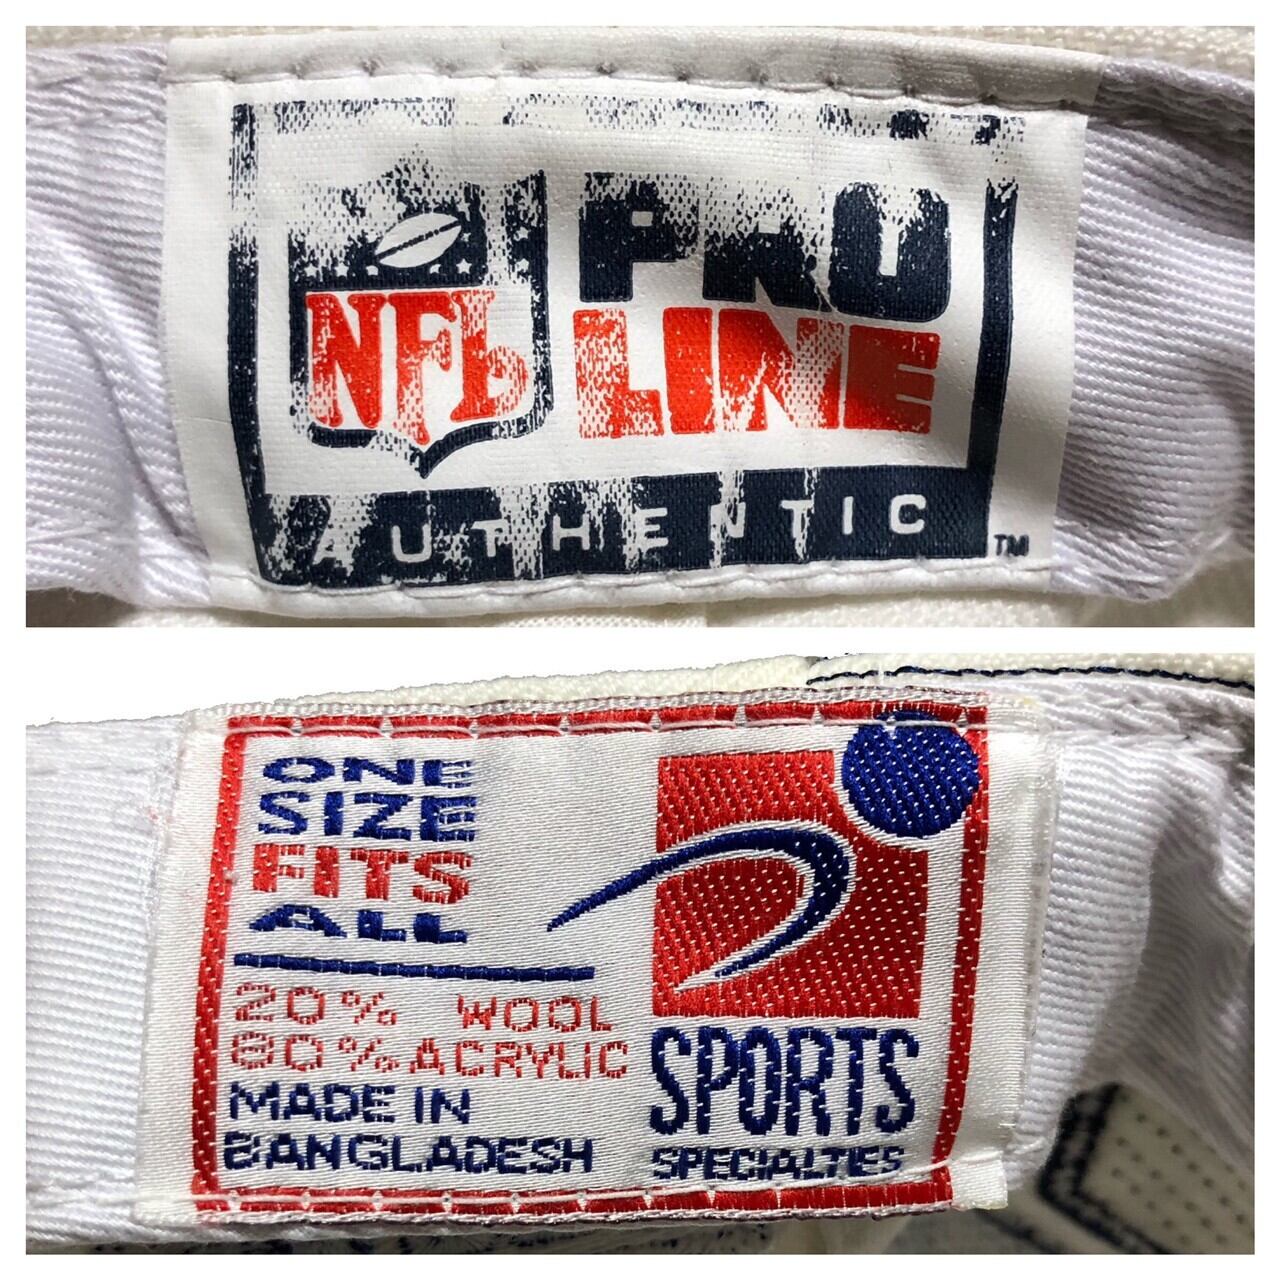 NFL
PRO
LINE
AUTHENTIC
TM
ONE
SIZE
FITS
ALL
20% WOOL
80% ACRYLIC
MADE IN
BANGLADESH
SPORTS
SPECIALTIES